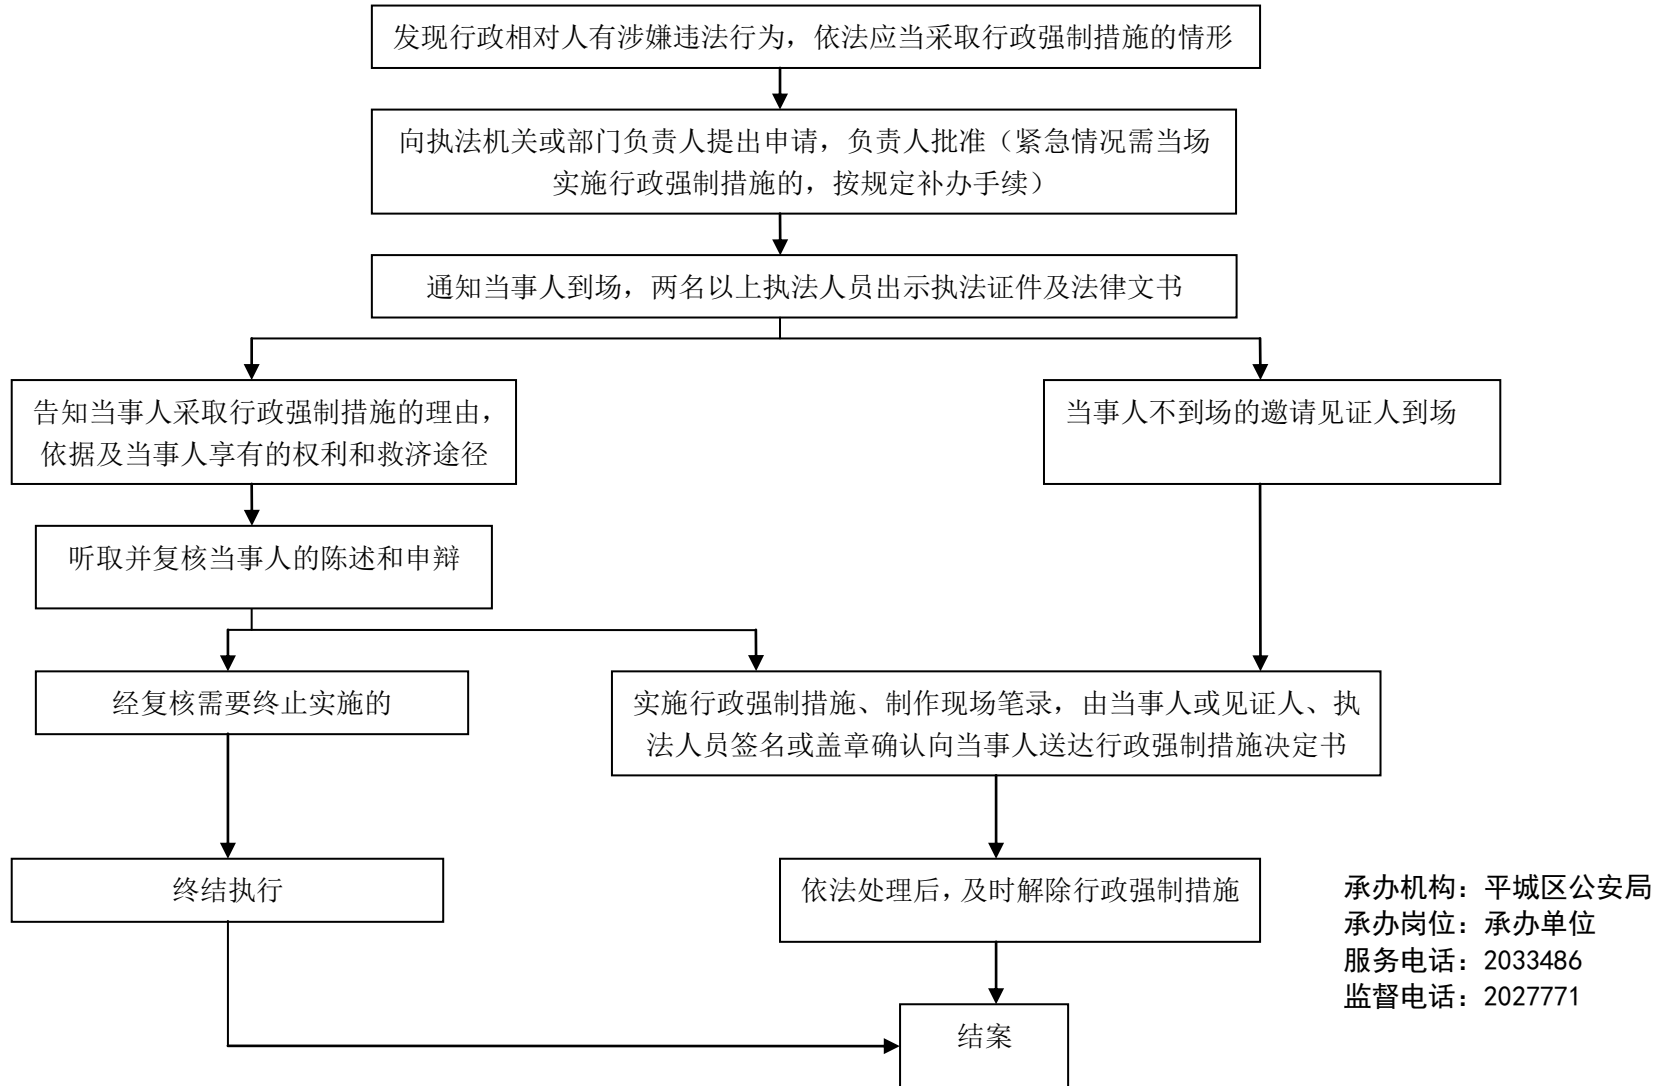 发现行政相对人有涉嫌违法行为，依法应当采取行政强制措施的情形
向执法机关或部门负责人提出申请，负责人批准（紧急情况需当场
实施行政强制措施的，按规定补办手续）
通知当事人到场，两名以上执法人员出示执法证件及法律文书
告知当事人采取行政强制措施的理由，
依据及当事人享有的权利和救济途径
当事人不到场的邀请见证人到场
听取并复核当事人的陈述和申辩
经复核需要终止实施的
实施行政强制措施、制作现场笔录，由当事人或见证人、执
法人员签名或盖章确认向当事人送达行政强制措施决定书
终结执行
依法处理后，及时解除行政强制措施
承办机构：平城区公安局
承办岗位：承办单位
服务电话：2033486
监督电话：2027771
结案